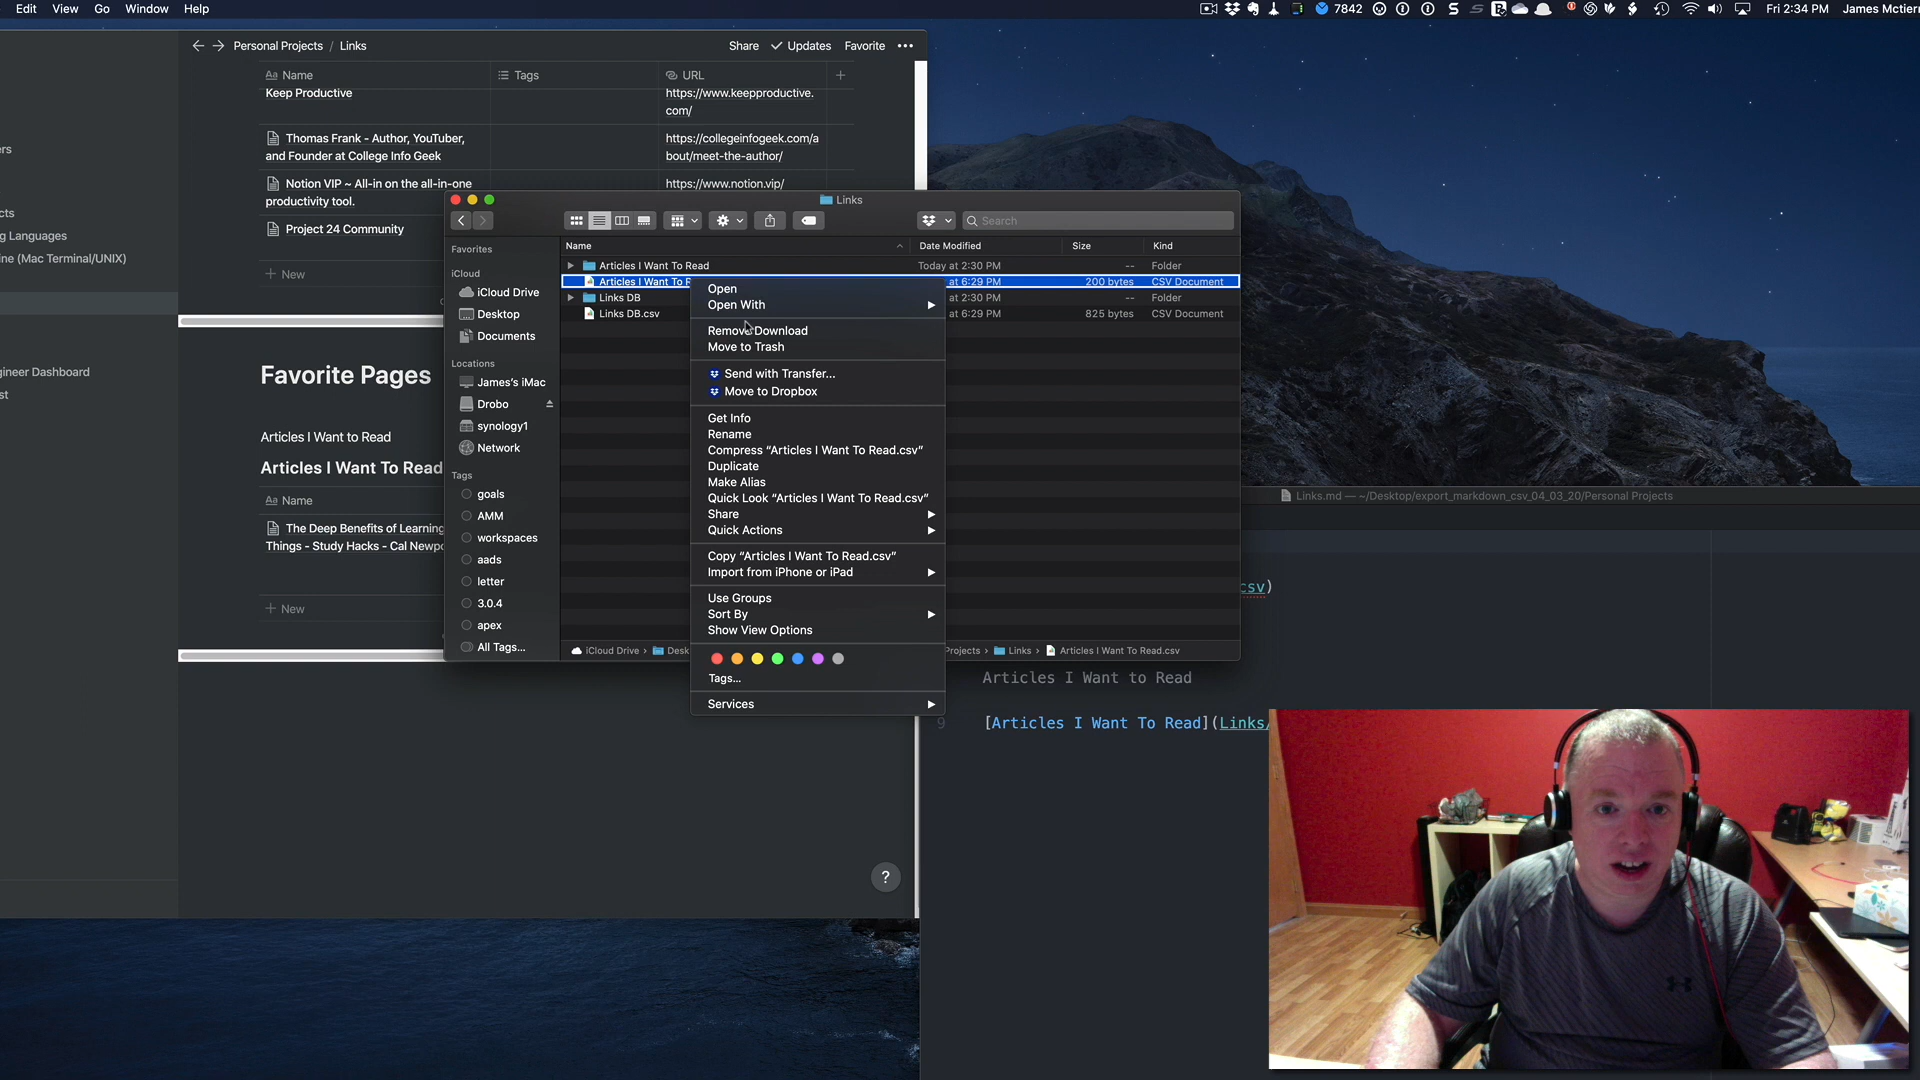 Edit View Go Window Help
7842
Fri 2:34 PM James Mctier
Personal Projects / Links
Share Updates Favorite •••
Aa Name
Tags
URL
+
Keep Productive
https://www.keepproductive.
com/
Thomas Frank - Author, YouTuber,
and Founder at College Info Geek
https://collegeinfogeek.com/a
bout/meet-the-author/
Notion VIP ~ All-in on the all-in-one
productivity tool.
https://www.notion.vip/
Project 24 Community
+ New
ers
cts
g Languages
ne (Mac Terminal/UNIX)
gineer Dashboard
st
Favorite Pages
Articles I Want to Read
Articles I Want To Read
Aa Name
The Deep Benefits of Learning
Things - Study Hacks - Cal Newpo
+ New
?
Links
Search
Favorites
iCloud
iCloud Drive
Desktop
Documents
Locations
James's iMac
Drobo
synology1
Network
Tags
goals
AMM
workspaces
aads
letter
3.0.4
apex
All Tags...
Name Date Modified Size Kind
Articles I Want To Read Today at 2:30 PM -- Folder
Articles I Want To R at 6:29 PM 200 bytes CSV Document
Links DB at 2:30 PM -- Folder
Links DB.csv at 6:29 PM 825 bytes CSV Document
Open
Open With
Remove Download
Move to Trash
Send with Transfer...
Move to Dropbox
Get Info
Rename
Compress “Articles I Want To Read.csv”
Duplicate
Make Alias
Quick Look “Articles I Want To Read.csv”
Share
Quick Actions
Copy “Articles I Want To Read.csv”
Import from iPhone or iPad
Use Groups
Sort By
Show View Options
Tags...
Services
iCloud Drive › Desk
Projects › Links › Articles I Want To Read.csv
Links.md — ~/Desktop/export_markdown_csv_04_03_20/Personal Projects
csv)
Articles I Want to Read
9 [Articles I Want To Read](Links/